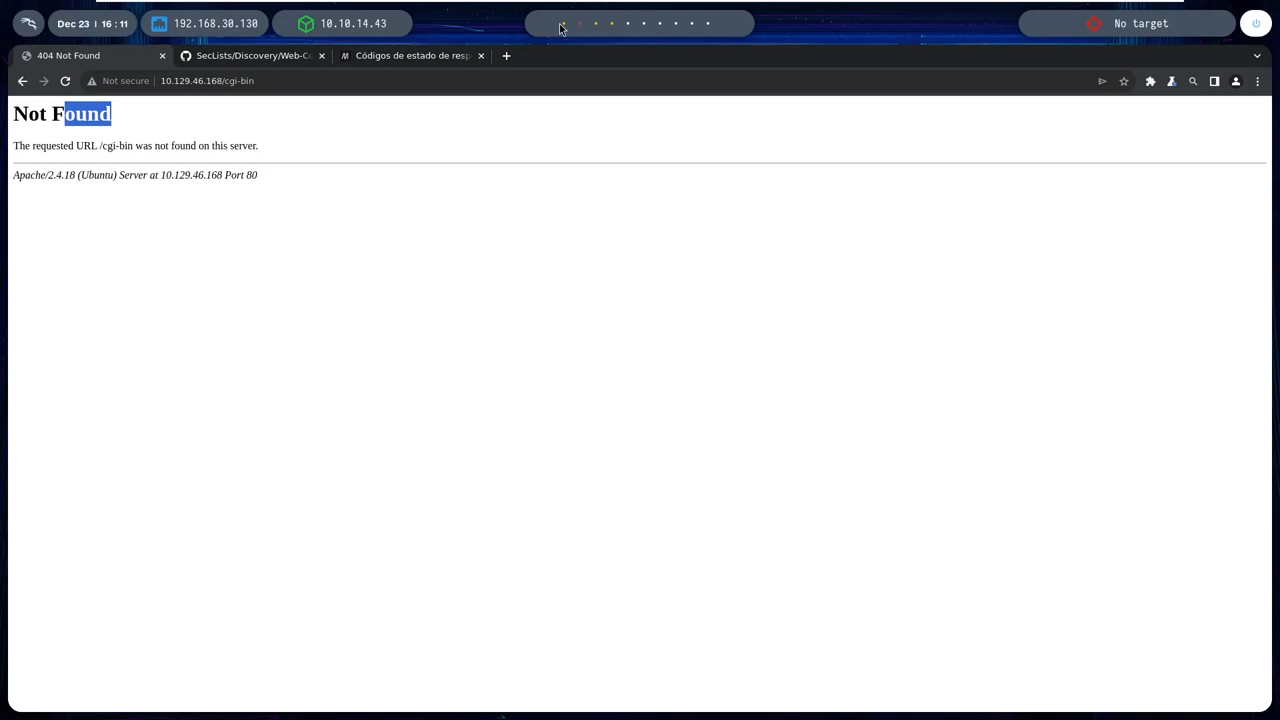 Dec 23 | 16:11
192.168.30.130
10.10.14.43
No target
404 Not Found
SecLists/Discovery/Web-C
Códigos de estado de resp
Not secure
10.129.46.168/cgi-bin
Not Found
The requested URL /cgi-bin was not found on this server.
Apache/2.4.18 (Ubuntu) Server at 10.129.46.168 Port 80